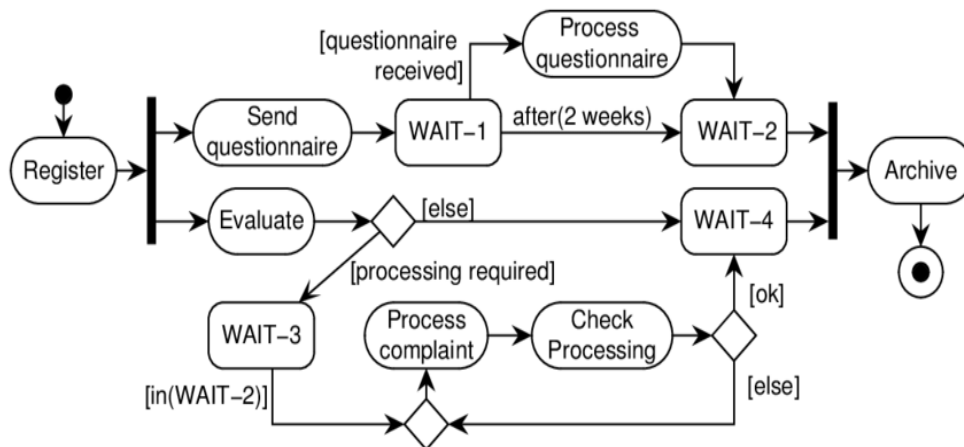 [questionnaire
received]
Process
questionnaire
Send
questionnaire
WAIT−1
after(2 weeks)
WAIT−2
Register
Archive
Evaluate
[else]
WAIT−4
[processing required]
[ok]
WAIT−3
Process
complaint
Check
Processing
[in(WAIT−2)]
[else]